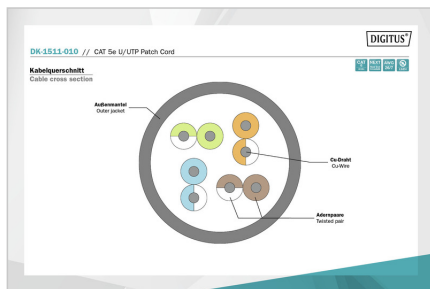 DIGITUS®
DK-1511-010 // CAT 5e U/UTP Patch Cord
Kabelquerschnitt
Cable cross section
Außenmantel
Outer jacket
Cu-Draht
Cu-Wire
Adernpaare
Twisted pair